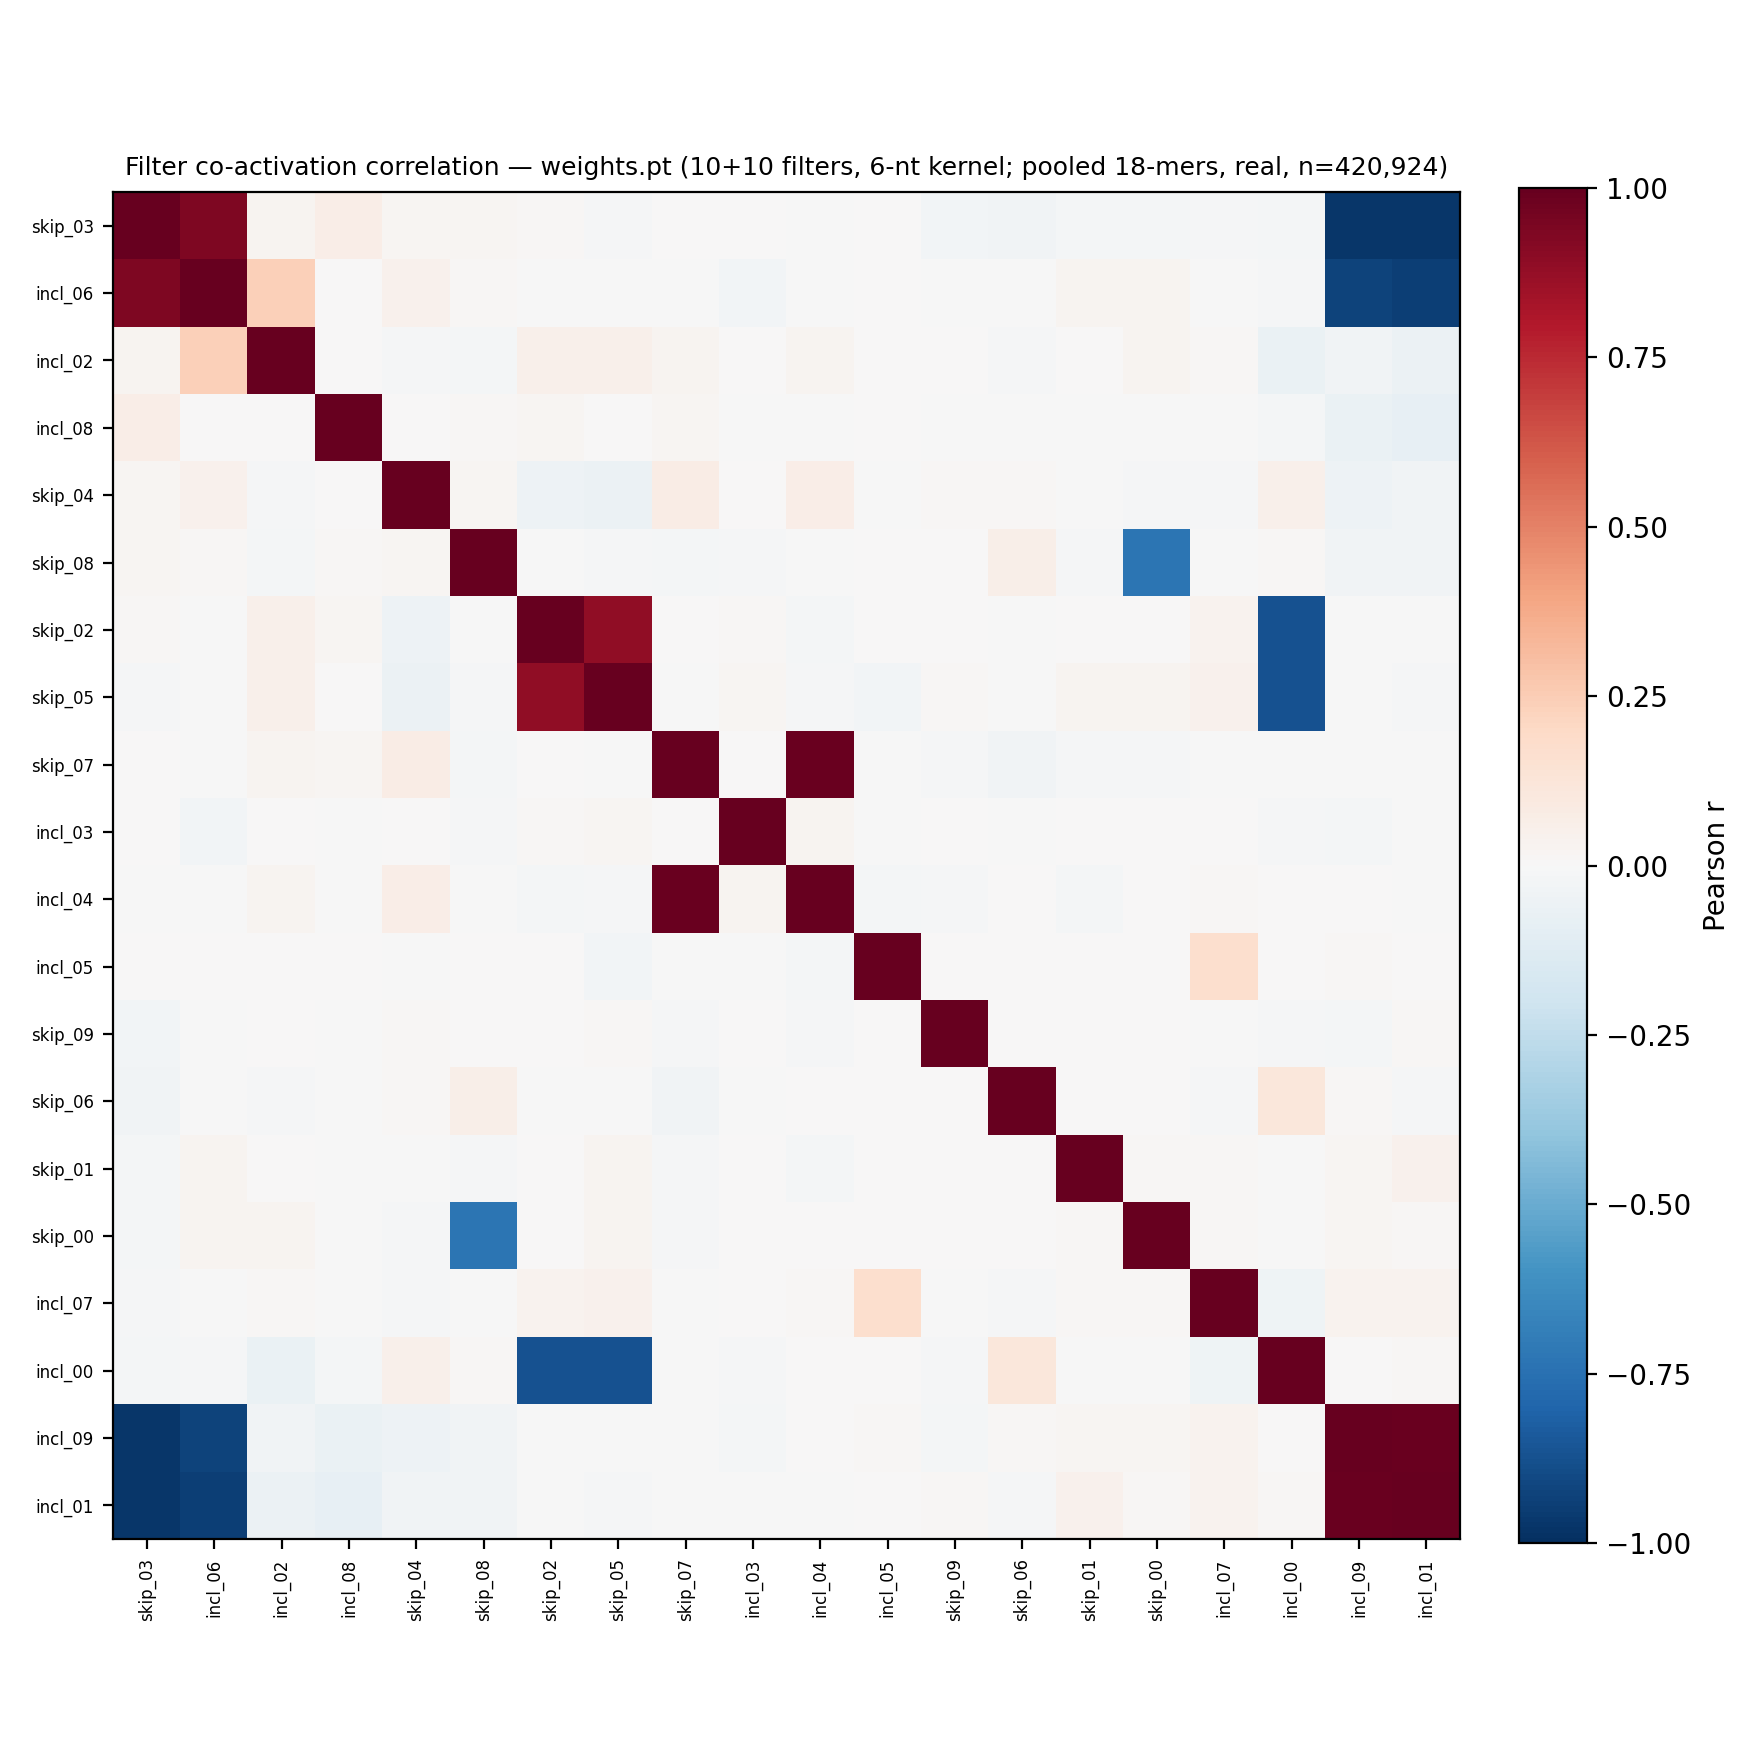 Filter co-activation correlation — weights.pt (10+10 filters, 6-nt kernel; pooled 18-mers, real, n=420,924)
skip_03
incl_06
incl_02
incl_08
skip_04
skip_08
skip_02
skip_05
skip_07
incl_03
incl_04
incl_05
skip_09
skip_06
skip_01
skip_00
incl_07
incl_00
incl_09
incl_01
skip_03
incl_06
incl_02
incl_08
skip_04
skip_08
skip_02
skip_05
skip_07
incl_03
incl_04
incl_05
skip_09
skip_06
skip_01
skip_00
incl_07
incl_00
incl_09
incl_01
1.00
0.75
0.50
0.25
0.00
−0.25
−0.50
−0.75
−1.00
Pearson r